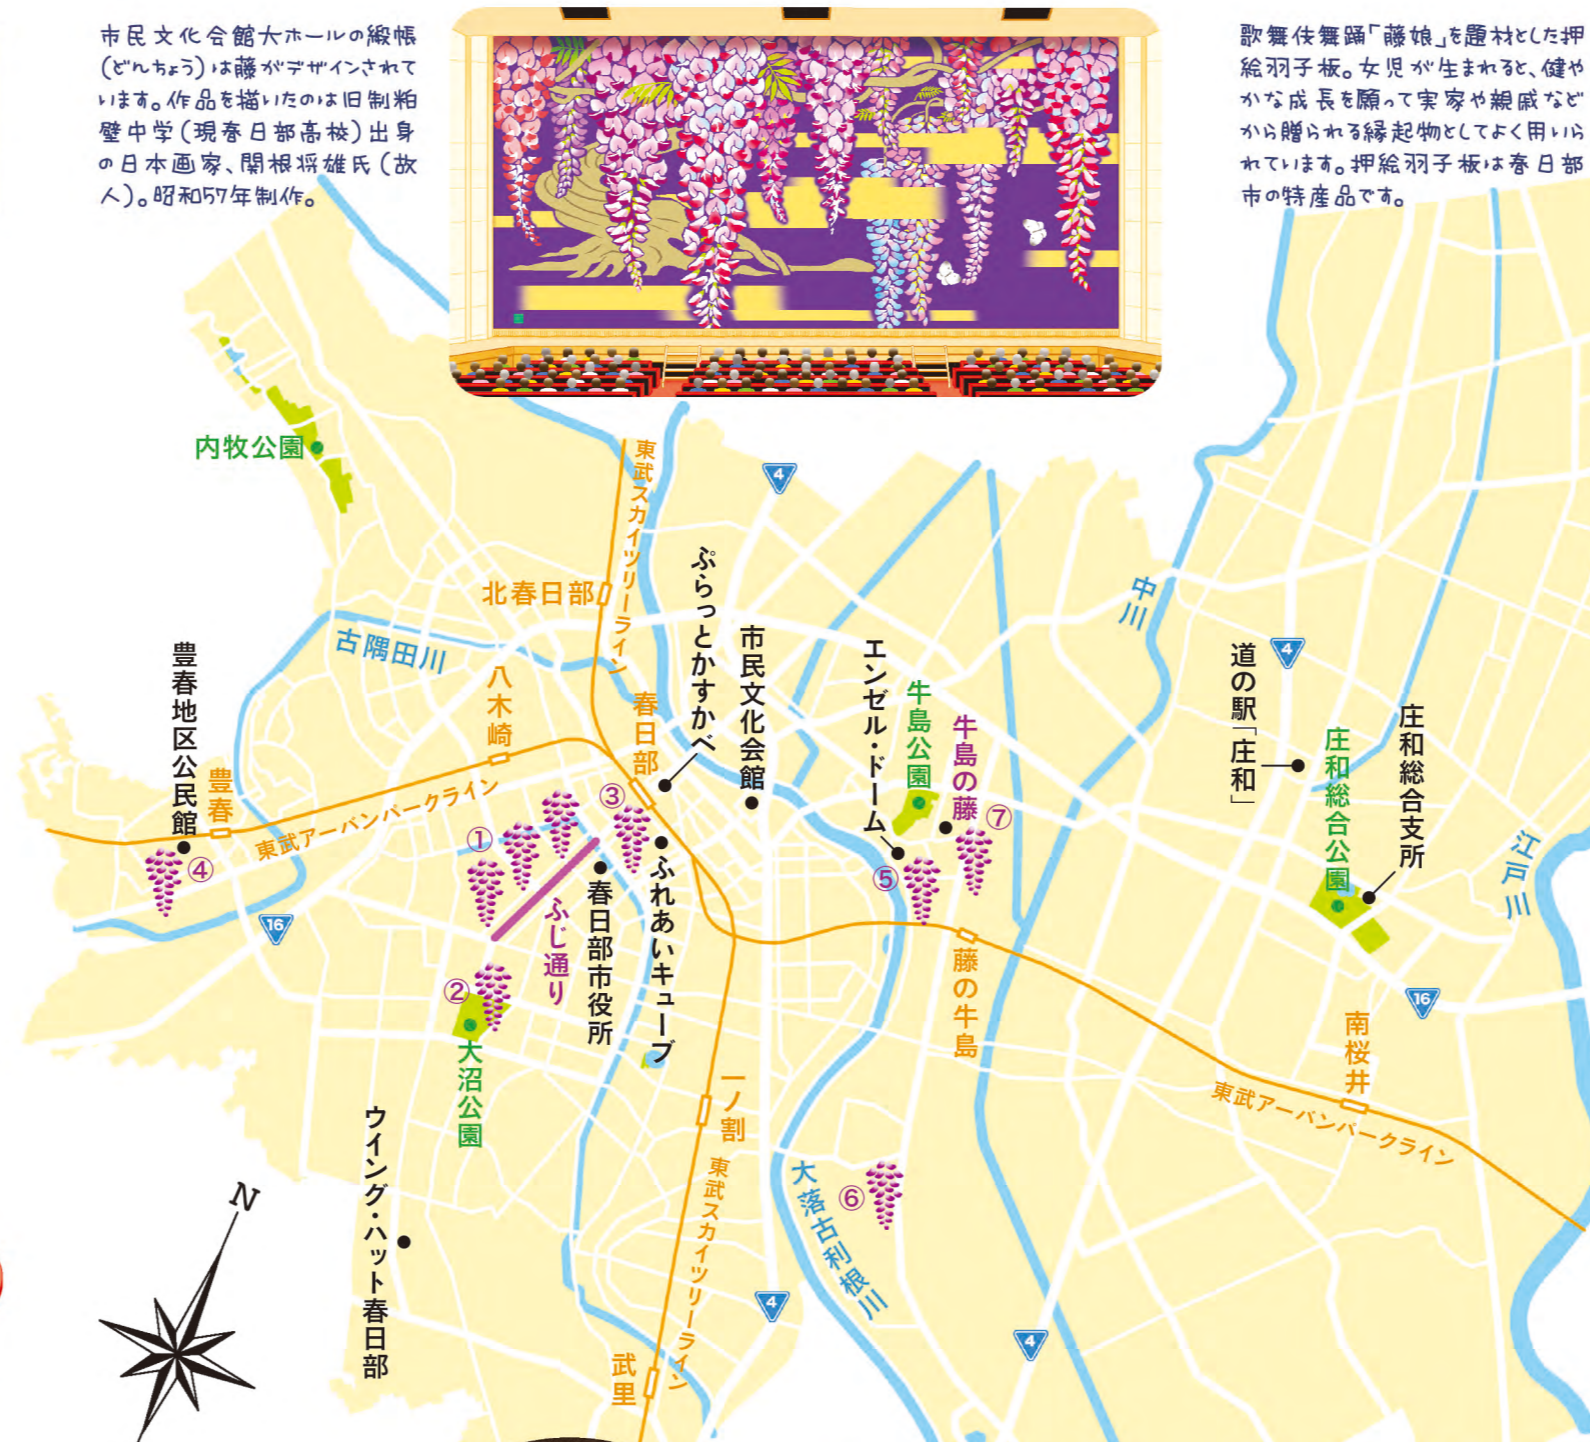 市民文化会館大ホールの緞帳
(どんちょう)は藤がデザインされて
います。作品を描いたのは旧制粕
壁中学(現春日部高校)出身
の日本画家、関根将雄氏(故
人)。昭和57年制作。
歌舞伎舞踊「藤娘」を題材とした押
絵羽子板。女児が生まれると、健や
かな成長を願って実家や親戚など
から贈られる縁起物としてよく用いら
れています。押絵羽子板は春日部
市の特産品です。
内牧公園
東武スカイツリーライン
4
北春日部
ぷらっとかすかべ
中川
古隅田川
市民文化会館
エンゼル・ドーム
豊春地区公民館
八木崎
春日部
牛島公園
牛島の藤
道の駅「庄和」
4
庄和総合公園
庄和総合支所
豊春
東武アーバンパークライン
①
③
⑦
④
⑤
江戸川
16
ふじ通り
春日部市役所
ふれあいキューブ
②
大沼公園
藤の牛島
16
南桜井
東武アーバンパークライン
一ノ割
東武スカイツリーライン
ウイング・ハット春日部
大落古利根川
⑥
N
4
4
武里